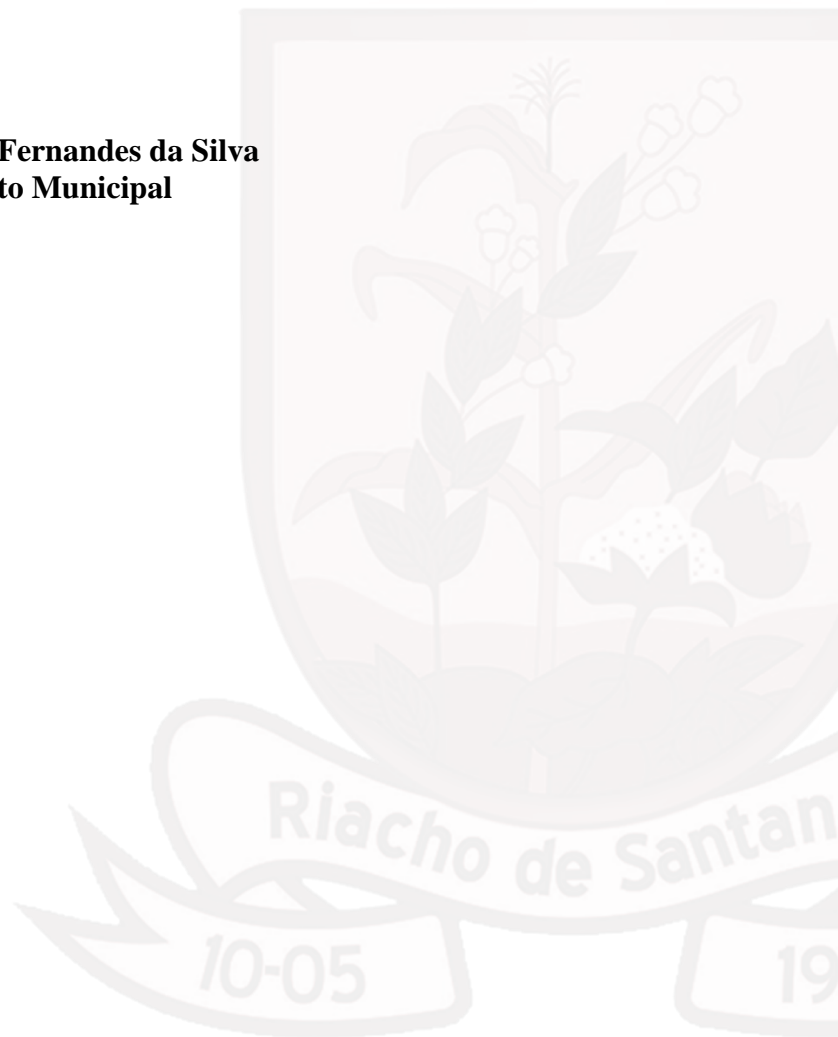 Fernandes da Silva
to Municipal
Riacho de Santan
10-05
19